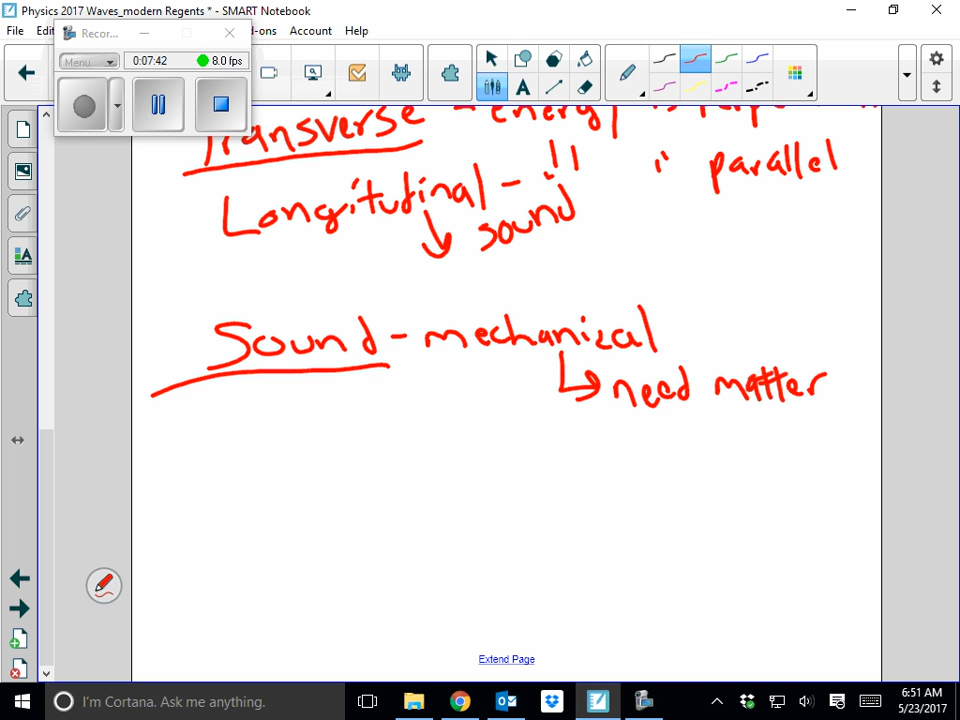 Physics 2017 Waves_modern Regents * - SMART Notebook
File
Account Help
Recor...
Menu 0:07:42 8.0 fps
Transverse - energy is
Longitudinal - !! " parallel
sound
Sound - mechanical
need matter
Extend Page
I'm Cortana. Ask me anything.
6:51 AM
5/23/2017